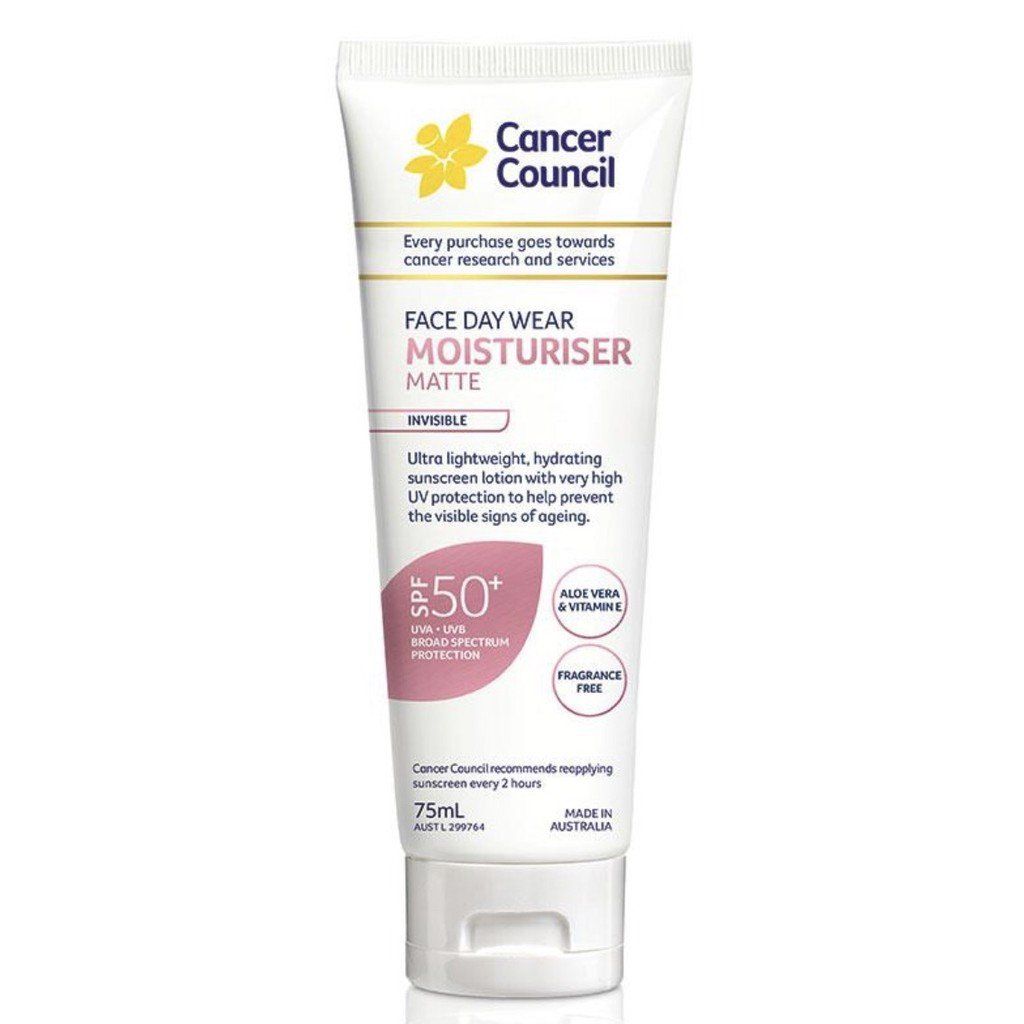 Cancer
Council
Every purchase goes towards
cancer research and services
FACE DAY WEAR
MOISTURISER
MATTE
INVISIBLE
Ultra lightweight, hydrating
sunscreen lotion with very high
UV protection to help prevent
the visible signs of ageing.
SPF 50+
UVA • UVB
BROAD SPECTRUM
PROTECTION
ALOE VERA
& VITAMIN E
FRAGRANCE
FREE
Cancer Council recommends reapplying
sunscreen every 2 hours
75mL
AUST L 299764
MADE IN
AUSTRALIA